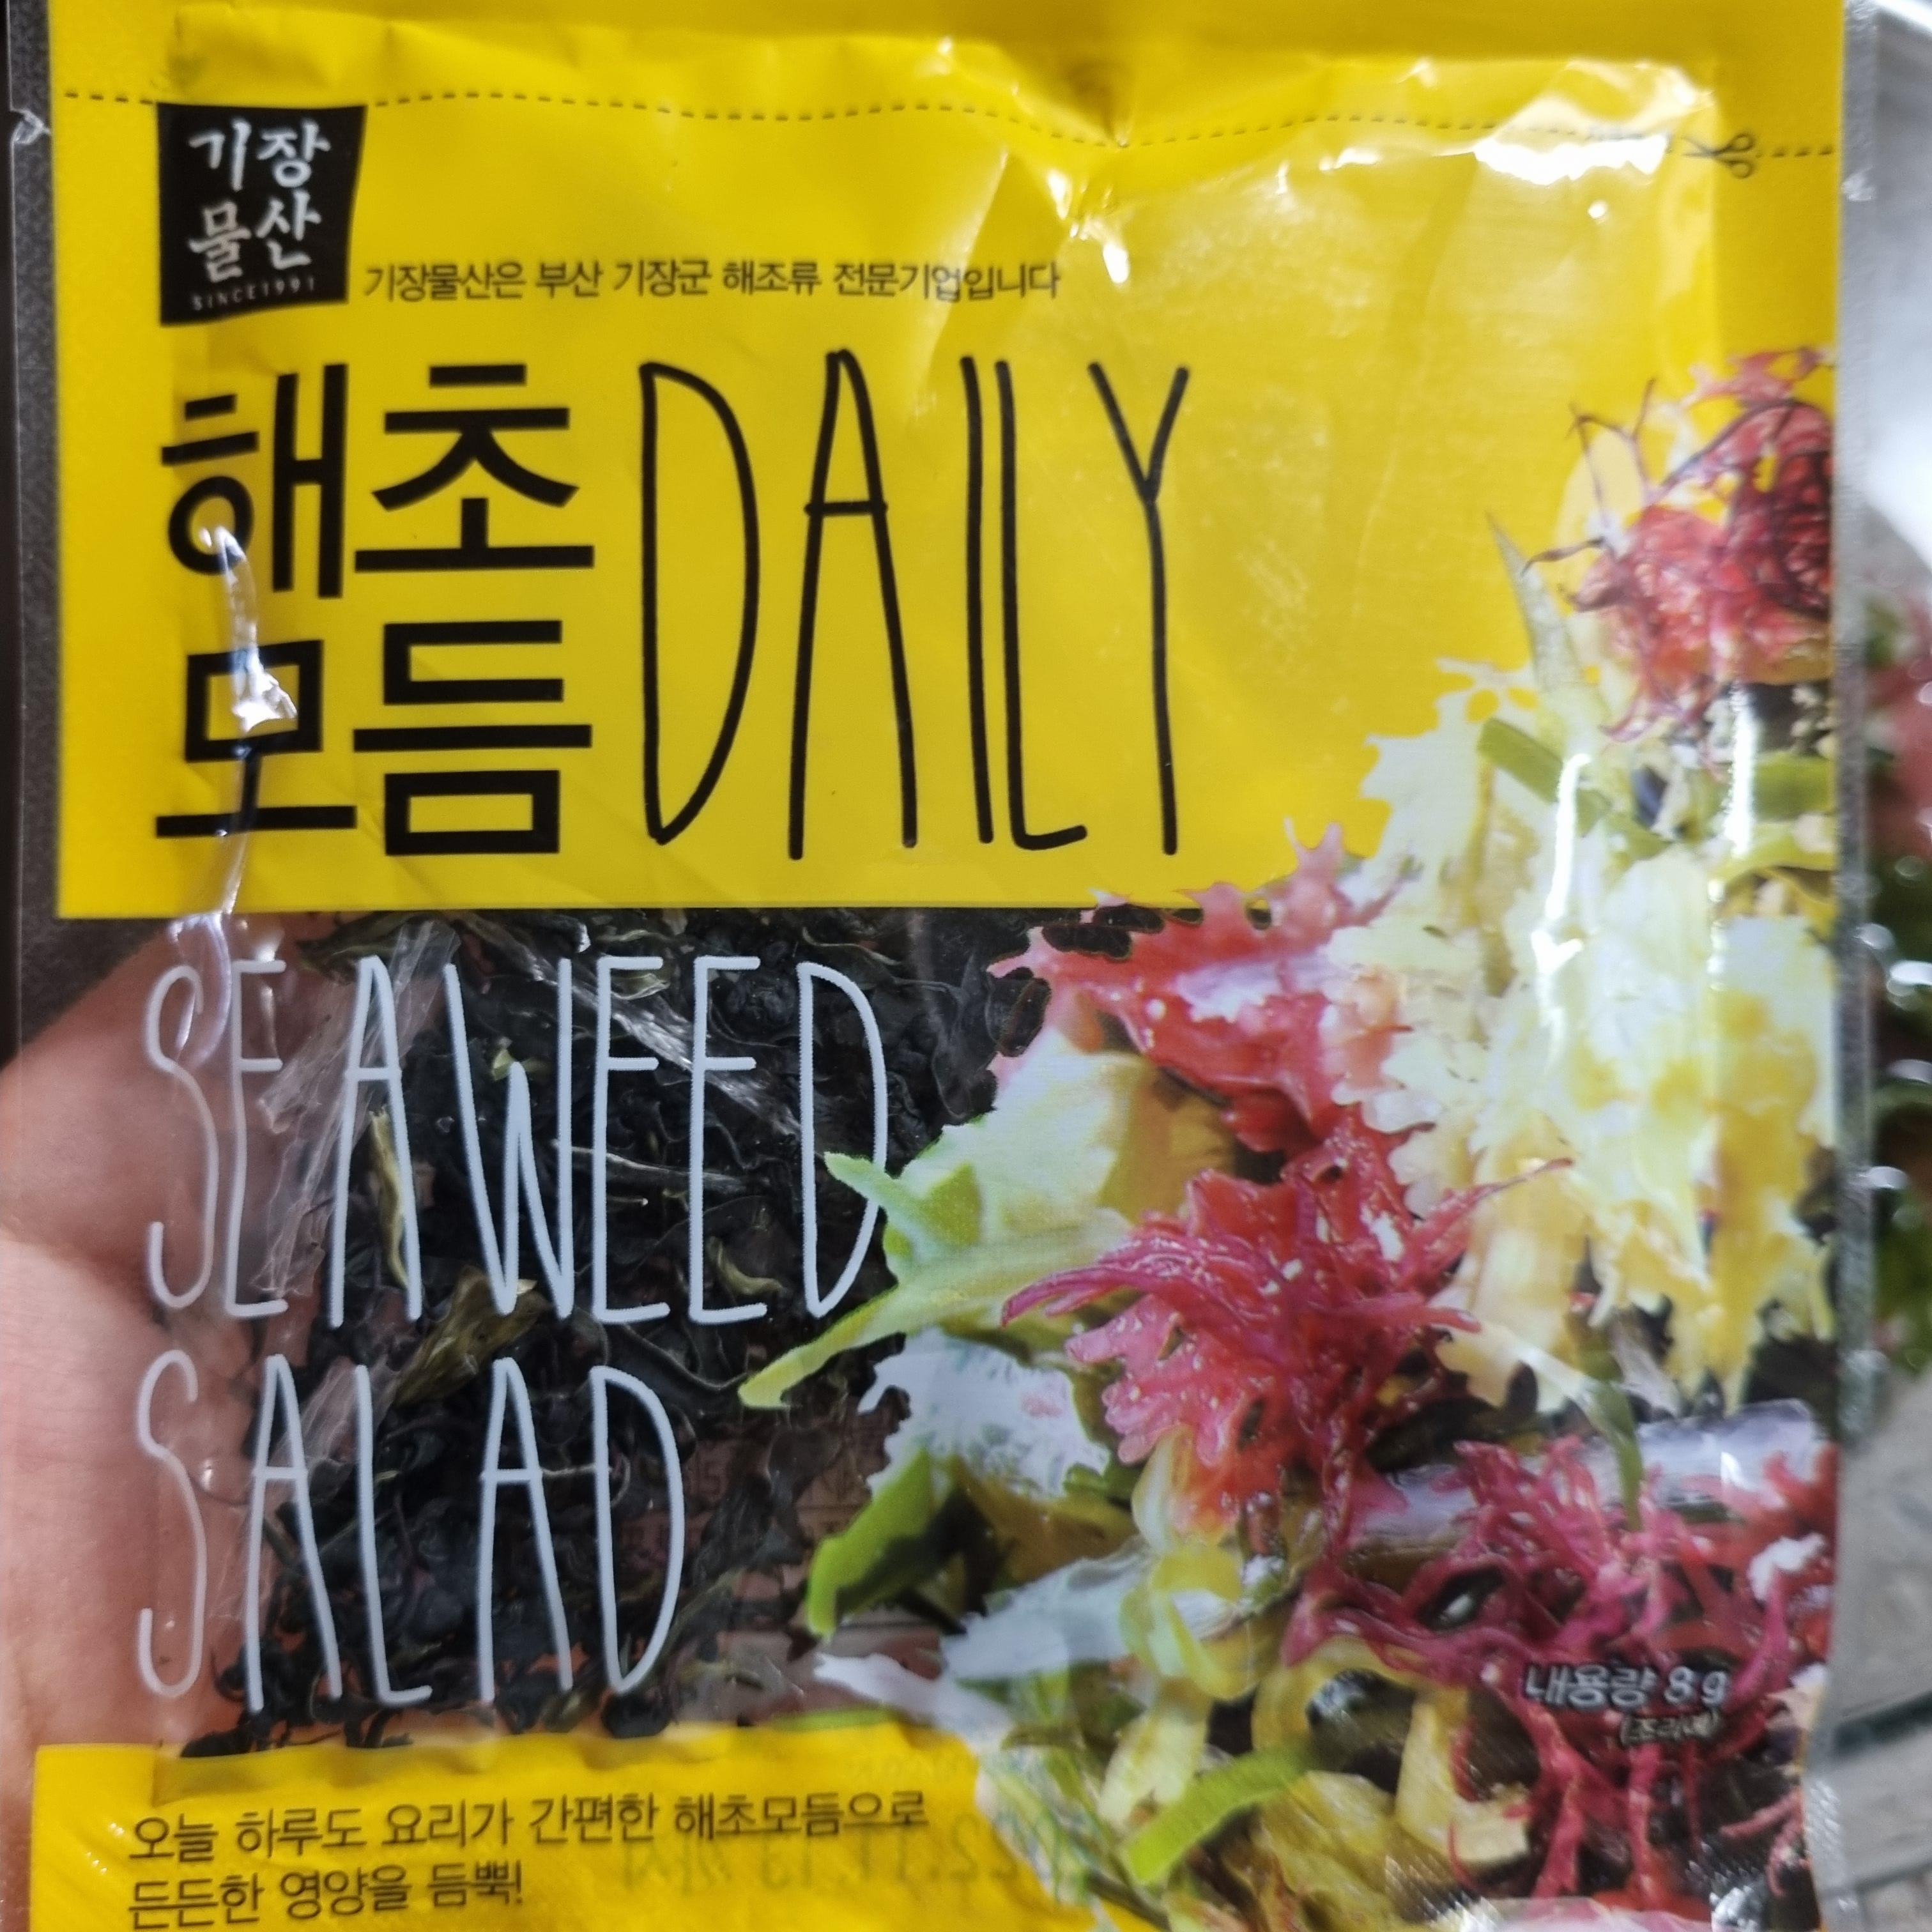 기장
물산
SINCE1991
기장물산은 부산 기장군 해조류 전문기업입니다
해초
모듬
DAILY
SEAWEED
SALAD
내용량 8g
오늘 하루도 요리가 간편한 해초모듬으로
든든한 영양을 듬뿍!